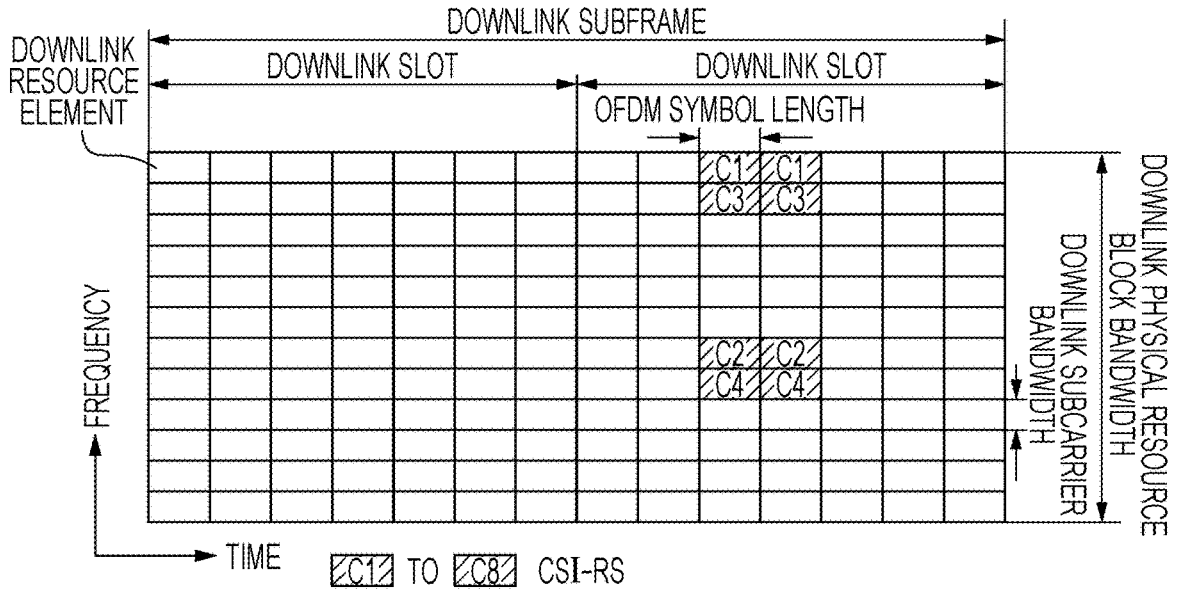 DOWNLINK SUBFRAME
DOWNLINK
RESOURCE
ELEMENT
DOWNLINK SLOT
DOWNLINK SLOT
OFDM SYMBOL LENGTH
C1 C1
C3 C3
C2 C2
C4 C4
FREQUENCY
TIME
DOWNLINK SUBCARRIER
BANDWIDTH
DOWNLINK PHYSICAL RESOURCE
BLOCK BANDWIDTH
C1 TO C8 CSI-RS